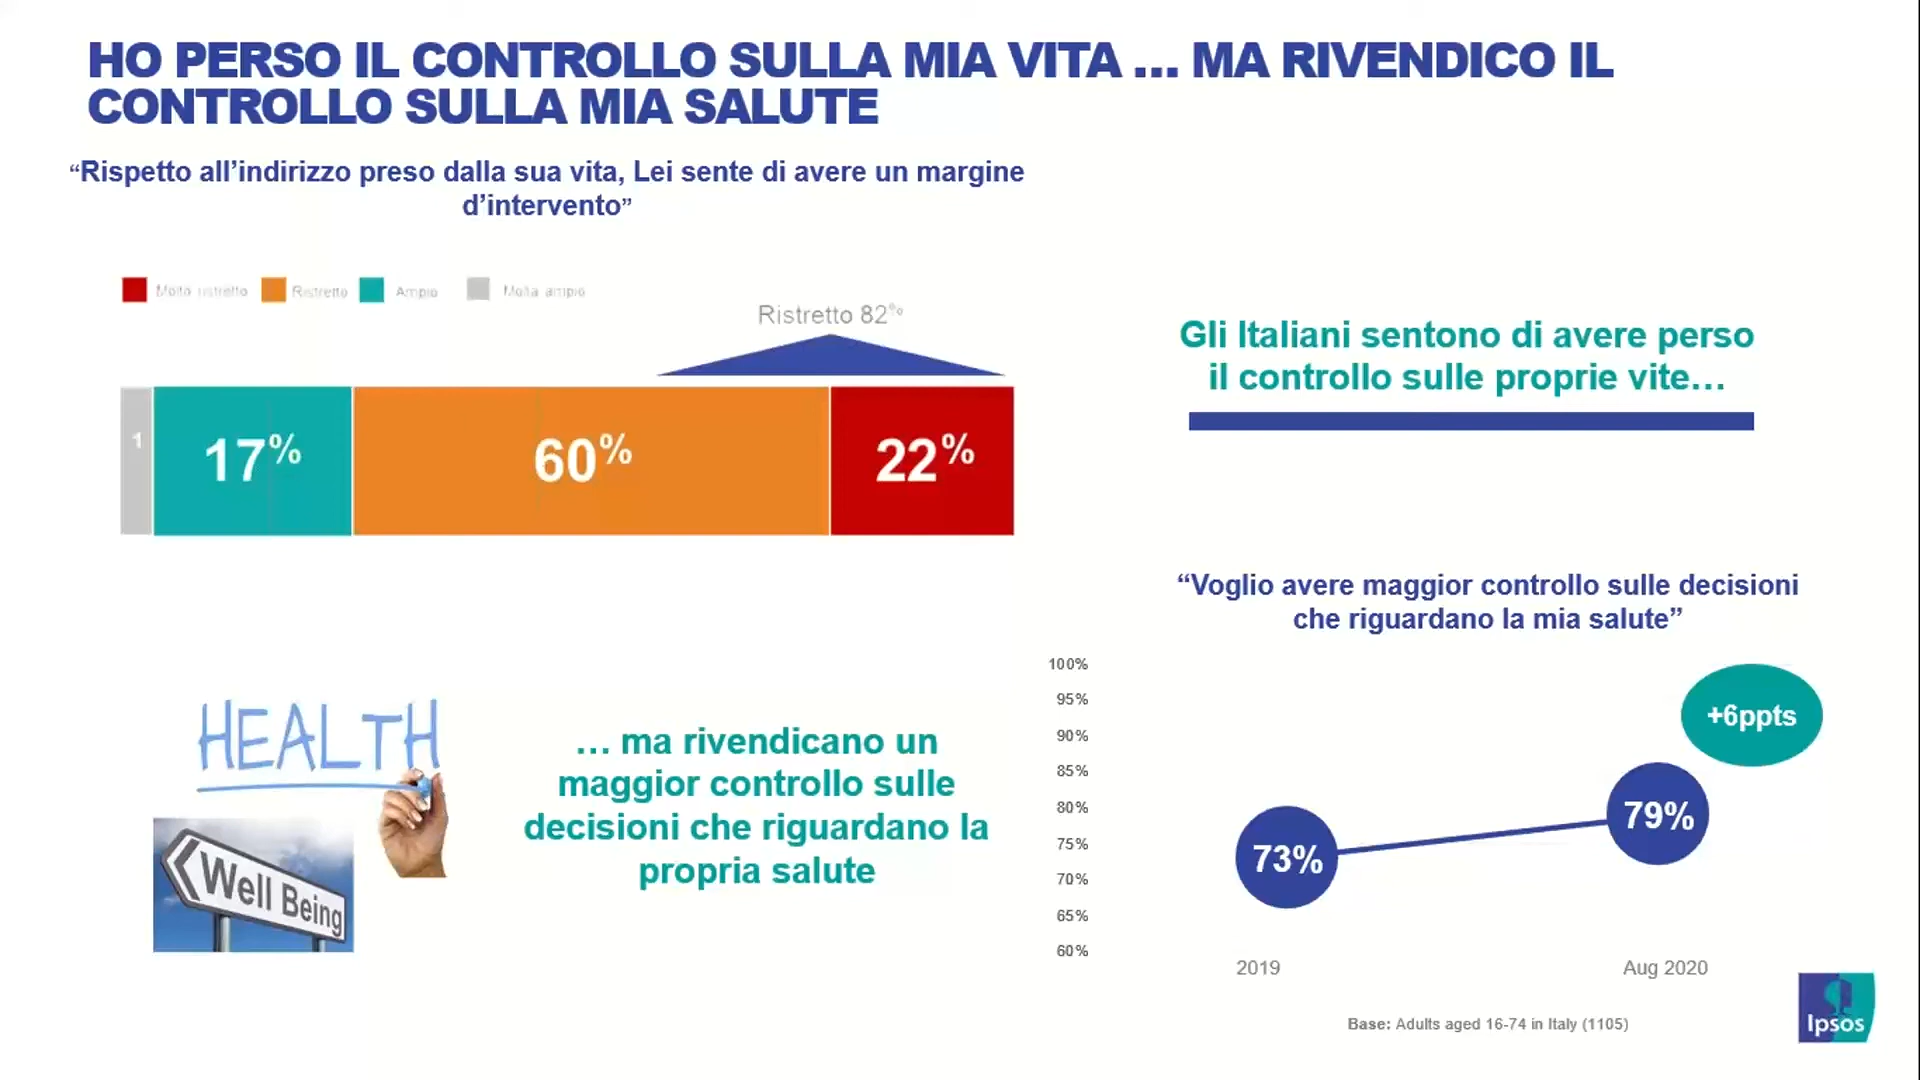 HO PERSO IL CONTROLLO SULLA MIA VITA ... MA RIVENDICO IL
CONTROLLO SULLA MIA SALUTE
“Rispetto all’indirizzo preso dalla sua vita, Lei sente di avere un margine
d’intervento”
Molto ristretto Ristretto Ampio Molta ampio
Ristretto 82%
1 17% 60% 22%
Gli Italiani sentono di avere perso
il controllo sulle proprie vite…
“Voglio avere maggior controllo sulle decisioni
che riguardano la mia salute”
HEALTH
Well Being
… ma rivendicano un
maggior controllo sulle
decisioni che riguardano la
propria salute
100%
95%
90%
85%
80%
75%
70%
65%
60%
+6ppts
79%
73%
2019 Aug 2020
Base: Adults aged 16-74 in Italy (1105)
Ipsos